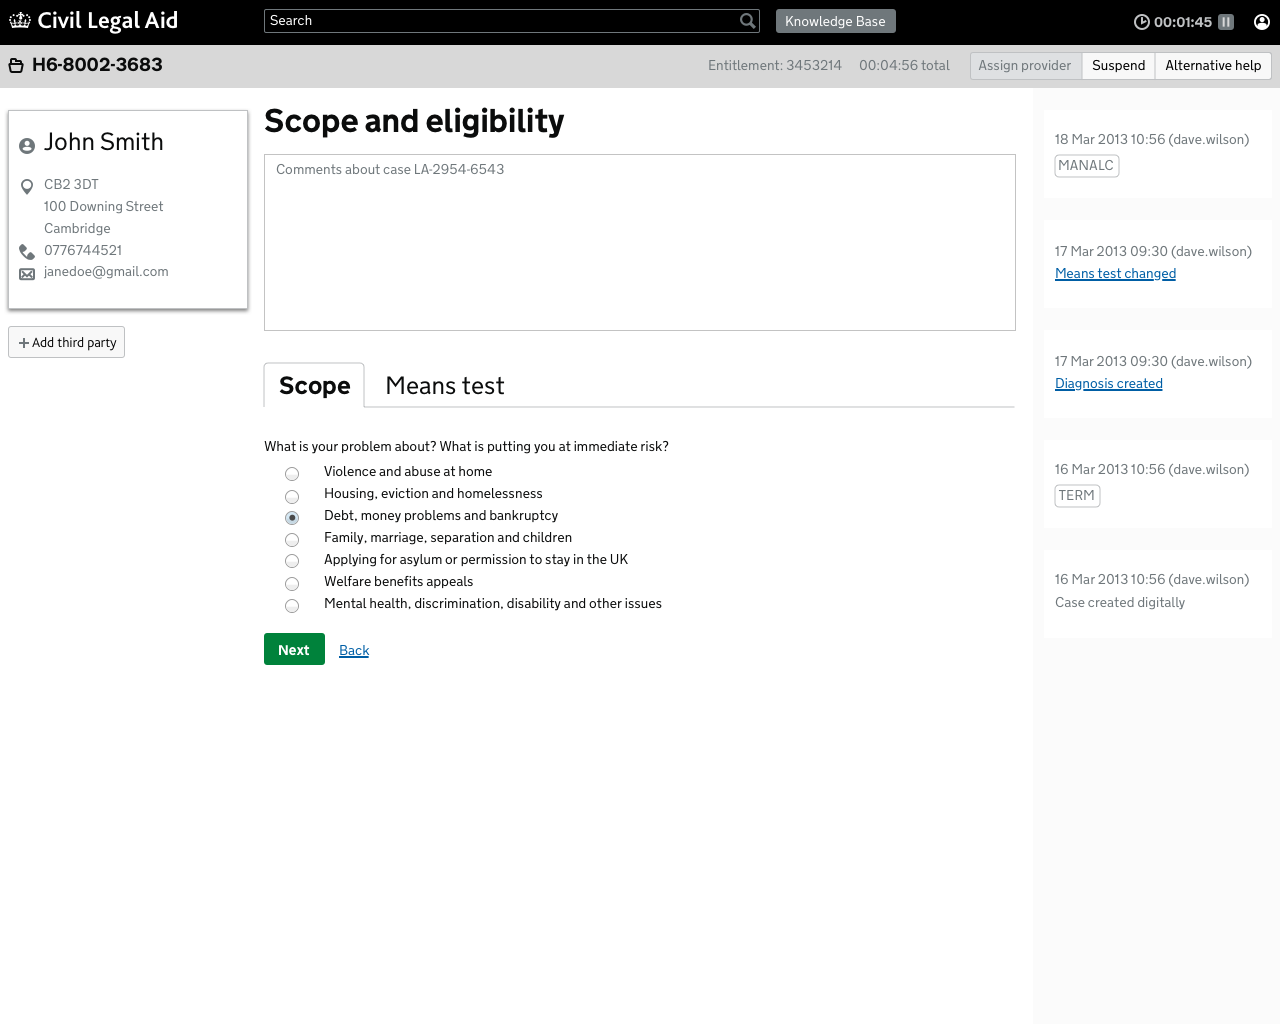 Civil Legal Aid
Search
Knowledge Base
00:01:45
H6-8002-3683
Entitlement: 3453214
00:04:56 total
Assign provider
Suspend
Alternative help
John Smith
CB2 3DT
100 Downing Street
Cambridge
0776744521
janedoe@gmail.com
Add third party
Scope and eligibility
Comments about case LA-2954-6543
Scope
Means test
What is your problem about? What is putting you at immediate risk?
Violence and abuse at home
Housing, eviction and homelessness
Debt, money problems and bankruptcy
Family, marriage, separation and children
Applying for asylum or permission to stay in the UK
Welfare benefits appeals
Mental health, discrimination, disability and other issues
Next
Back
18 Mar 2013 10:56 (dave.wilson)
MANALC
17 Mar 2013 09:30 (dave.wilson)
Means test changed
17 Mar 2013 09:30 (dave.wilson)
Diagnosis created
16 Mar 2013 10:56 (dave.wilson)
TERM
16 Mar 2013 10:56 (dave.wilson)
Case created digitally